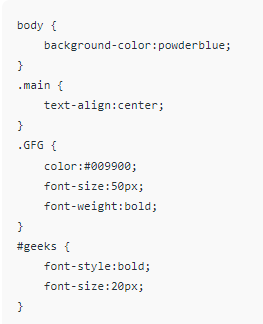 body {
    background-color:powderblue;
}
.main {
    text-align:center;
}
.GFG {
    color:#009900;
    font-size:50px;
    font-weight:bold;
}
#geeks {
    font-style:bold;
    font-size:20px;
}